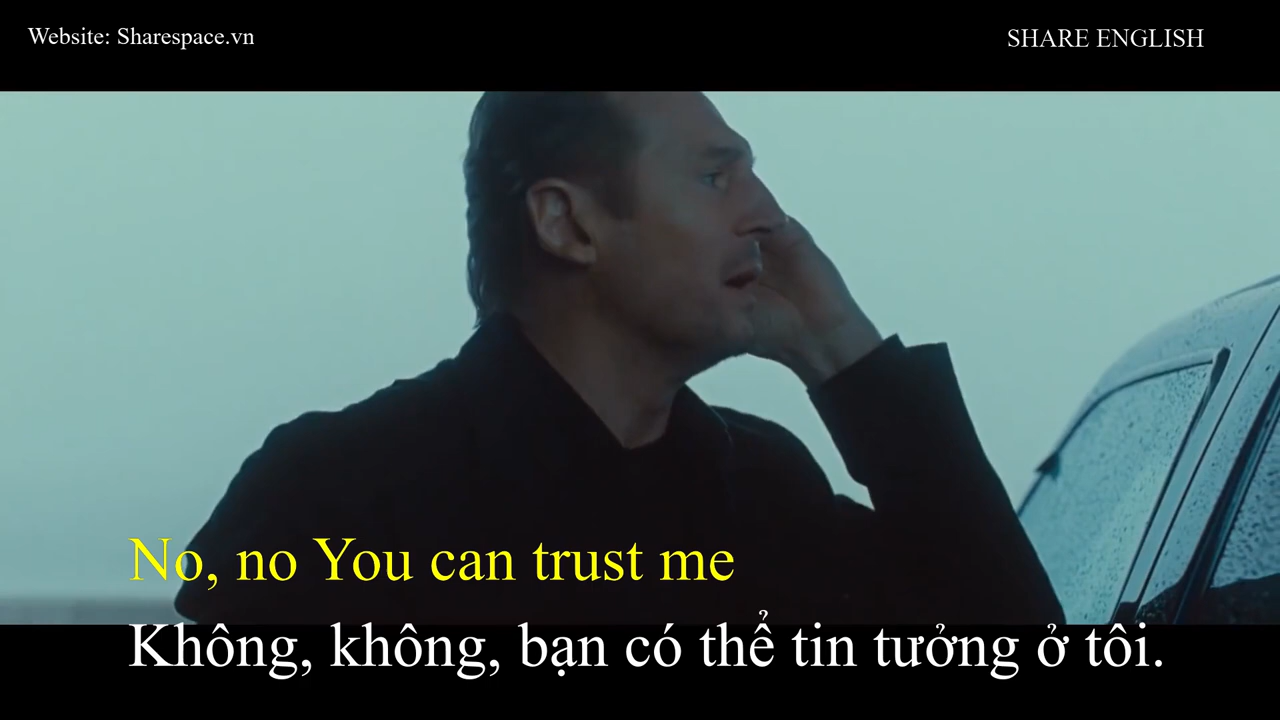 Website: Sharespace.vn
SHARE ENGLISH
No, no You can trust me
Không, không, bạn có thể tin tưởng ở tôi.